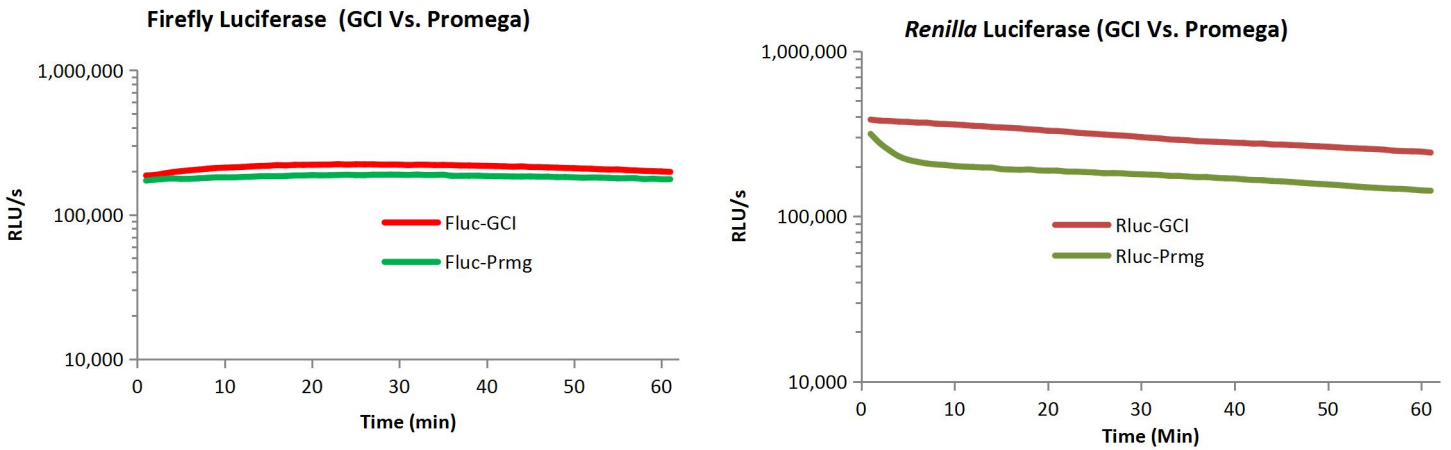 Firefly Luciferase (GCI Vs. Promega)
1,000,000
100,000
10,000
RLU/s
Fluc-GCI
Fluc-Prmg
0 10 20 30 40 50 60
Time (min)
Renilla Luciferase (GCI Vs. Promega)
1,000,000
100,000
10,000
RLU/s
Rluc-GCI
Rluc-Prmg
0 10 20 30 40 50 60
Time (Min)